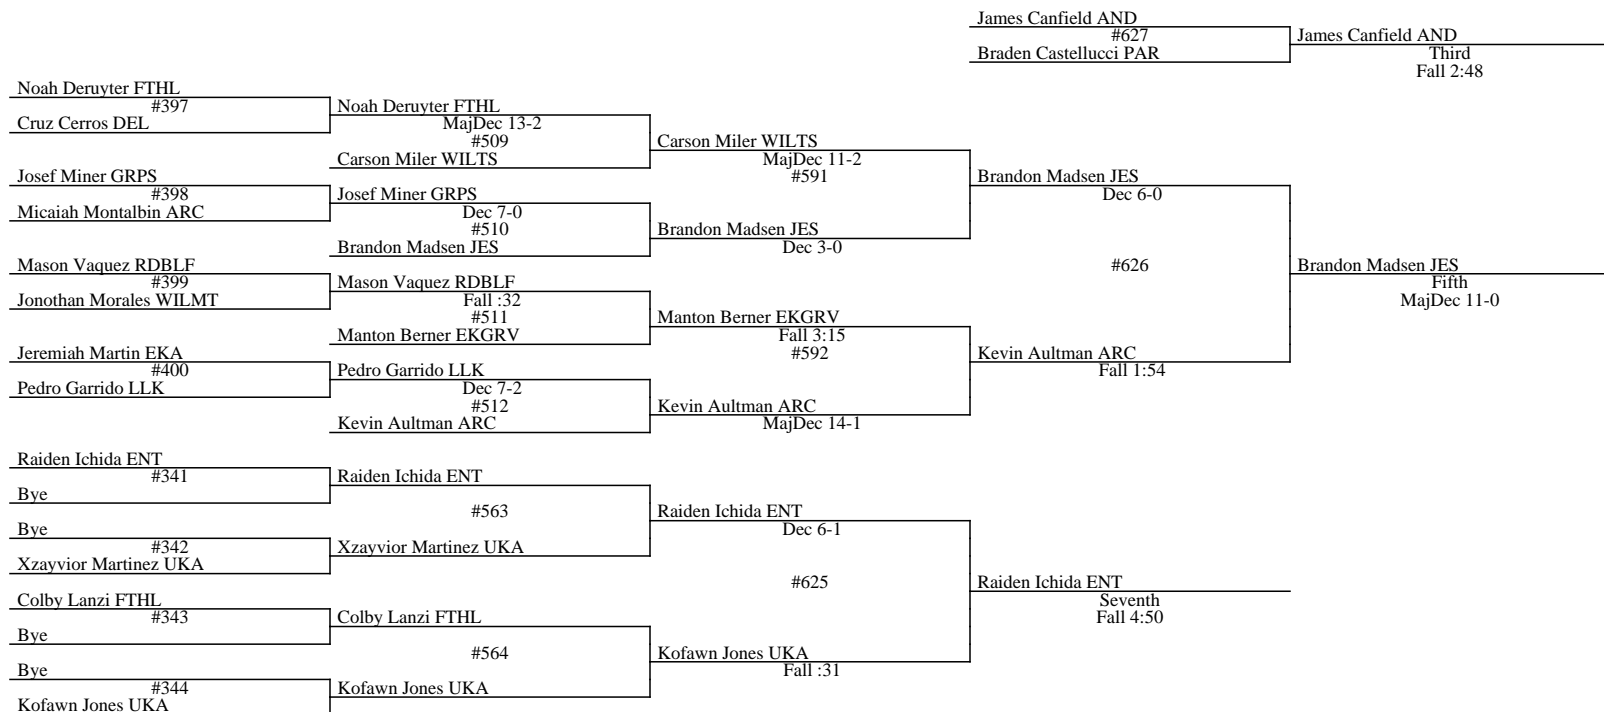 James Canfield AND
#627
Braden Castellucci PAR
James Canfield AND
Third
Fall 2:48
Noah Deruyter FTHL
#397
Cruz Cerros DEL
Noah Deruyter FTHL
MajDec 13-2
#509
Carson Miler WILTS
Carson Miler WILTS
MajDec 11-2
#591
Josef Miner GRPS
#398
Micaiah Montalbin ARC
Josef Miner GRPS
Dec 7-0
#510
Brandon Madsen JES
Brandon Madsen JES
Dec 3-0
Brandon Madsen JES
Dec 6-0
Mason Vaquez RDBLF
#399
Jonothan Morales WILMT
Mason Vaquez RDBLF
Fall :32
#511
Manton Berner EKGRV
Manton Berner EKGRV
Fall 3:15
#592
#626
Brandon Madsen JES
Fifth
MajDec 11-0
Jeremiah Martin EKA
#400
Pedro Garrido LLK
Pedro Garrido LLK
Dec 7-2
#512
Kevin Aultman ARC
Kevin Aultman ARC
MajDec 14-1
Kevin Aultman ARC
Fall 1:54
Raiden Ichida ENT
#341
Bye
Raiden Ichida ENT
#563
Bye
#342
Xzayvior Martinez UKA
Xzayvior Martinez UKA
Raiden Ichida ENT
Dec 6-1
#625
Colby Lanzi FTHL
#343
Bye
Colby Lanzi FTHL
#564
Bye
#344
Kofawn Jones UKA
Kofawn Jones UKA
Kofawn Jones UKA
Fall :31
Raiden Ichida ENT
Seventh
Fall 4:50